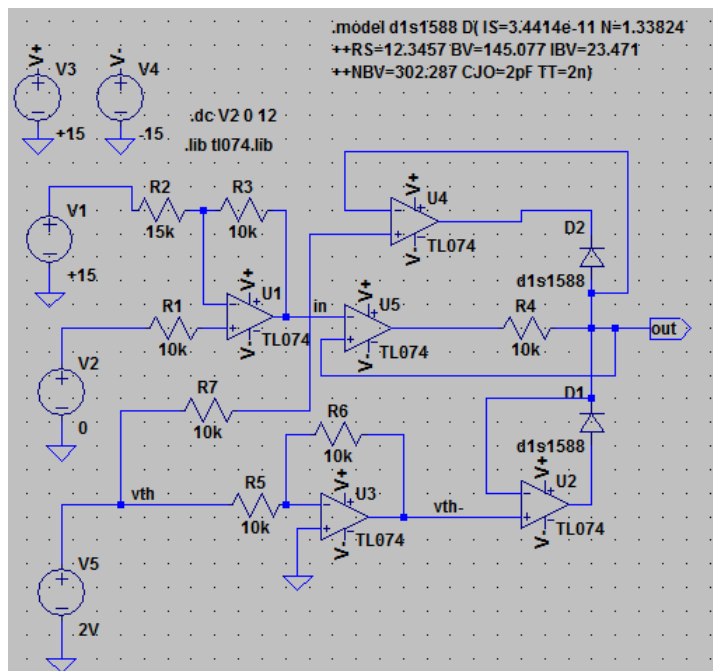 .model d1s1588 D( IS=3.4414e-11 N=1.33824
++RS=12.3457 BV=145.077 IBV=23.471
++NBV=302.287 CJO=2pF TT=2n)
V+
V-
V3
V4
+15
-15
.dc V2 0 12
.lib tl074.lib
R2
R3
V+
U4
V1
15k
10k
TL074
V-
D2
d1s1588
+15
V+
U1
R1
in
V+
U5
R4
out
10k
TL074
V-
TL074
V-
10k
V2
R7
D1
0
10k
R6
d1s1588
10k
V+
vth
R5
V+
U3
vth-
U2
10k
TL074
TL074
V-
V-
V5
2V